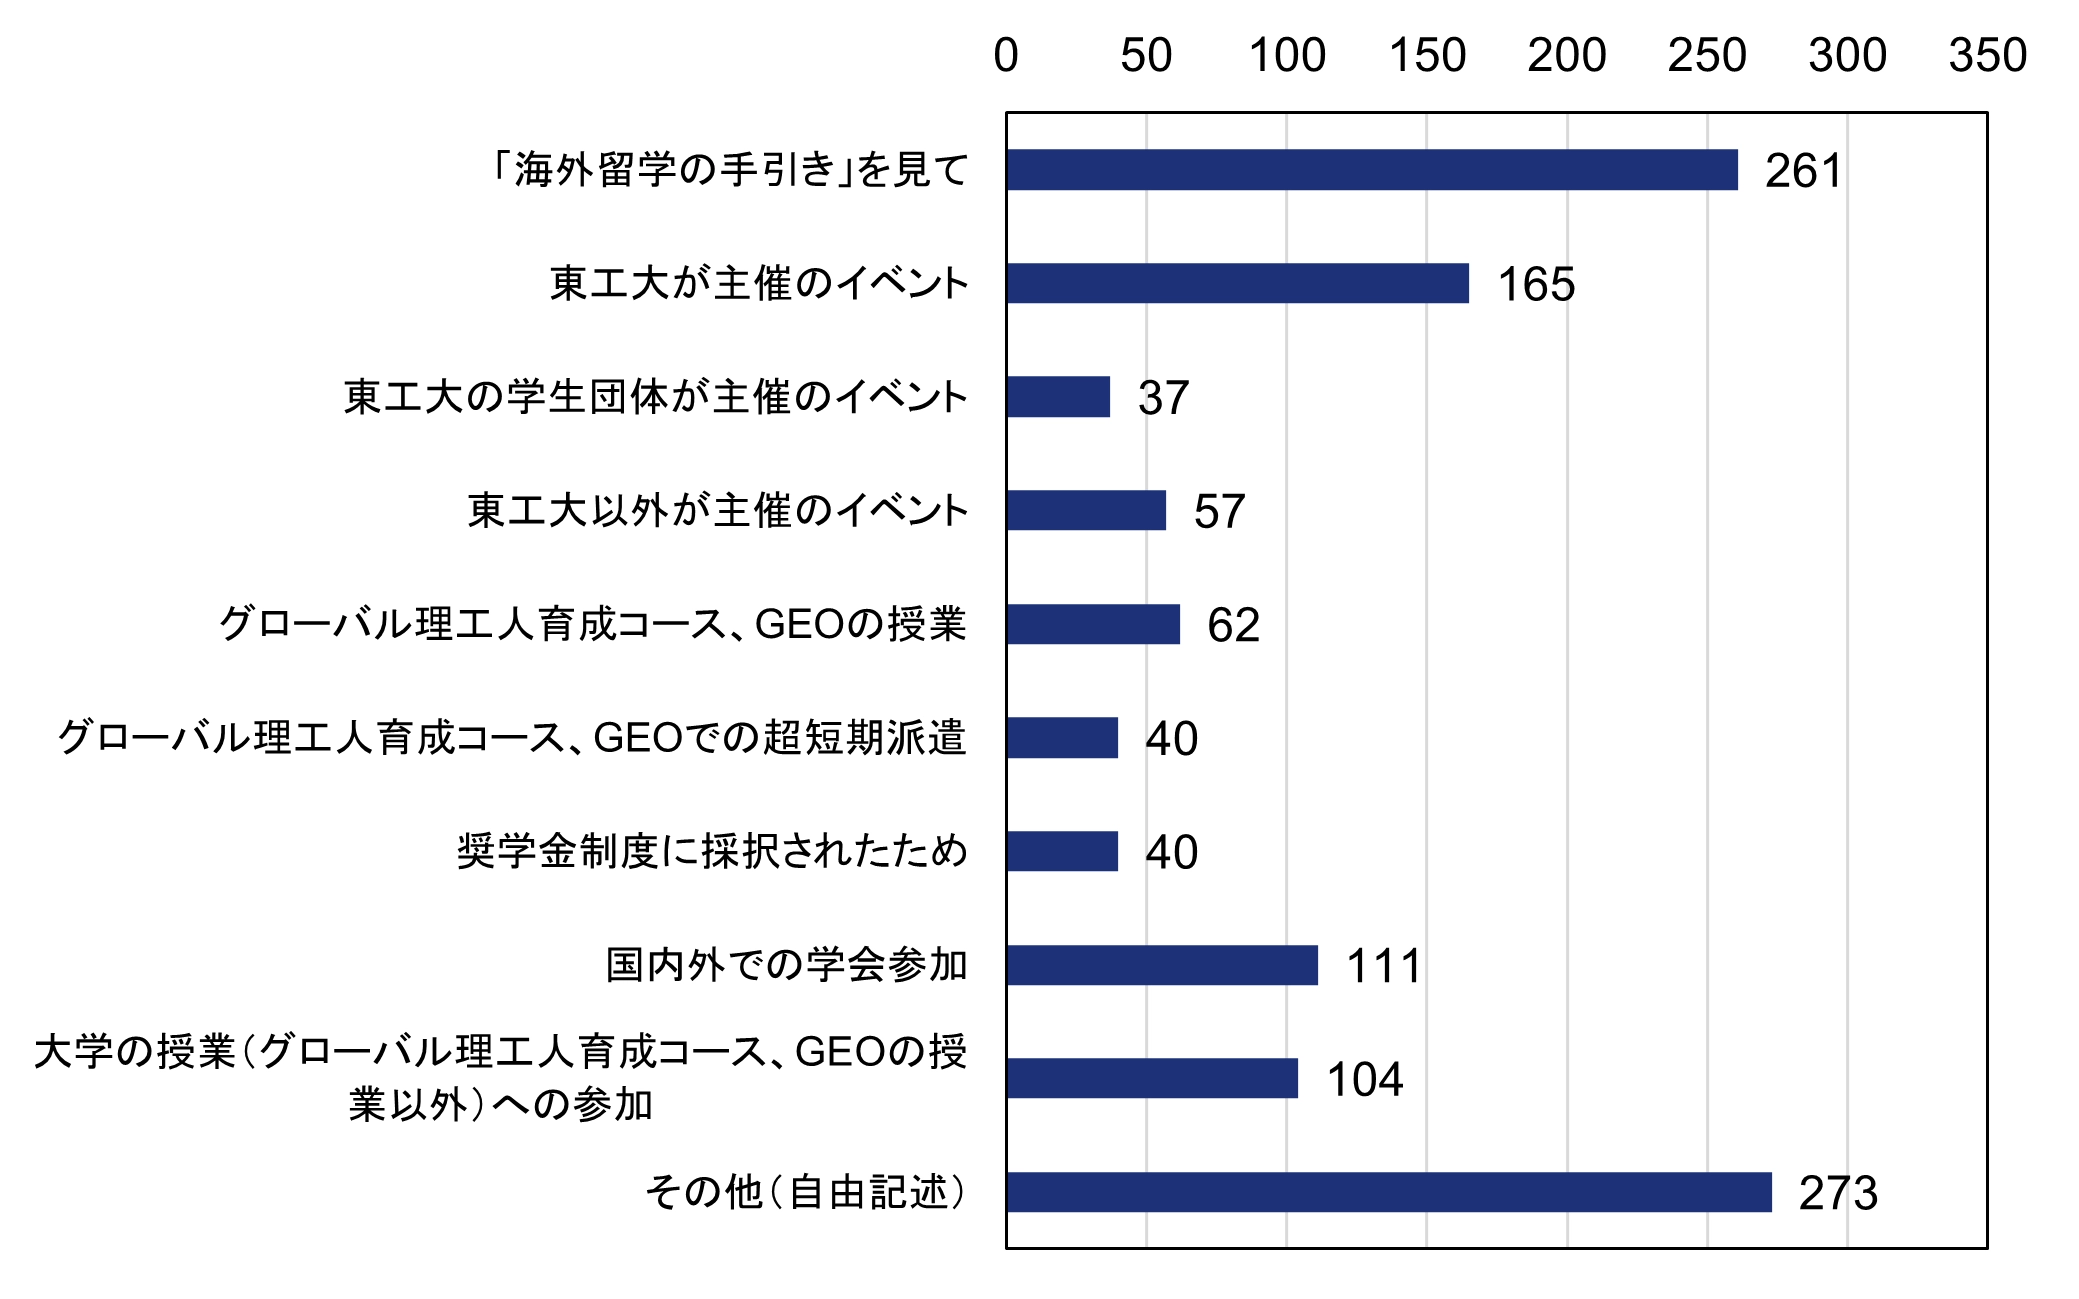 0 50 100 150 200 250 300 350
「海外留学の手引き」を見て 261
東工大が主催のイベント 165
東工大の学生団体が主催のイベント 37
東工大以外が主催のイベント 57
グローバル理工人育成コース、GEOの授業 62
グローバル理工人育成コース、GEOでの超短期派遣 40
奨学金制度に採択されたため 40
国内外での学会参加 111
大学の授業（グローバル理工人育成コース、GEOの授
業以外）への参加 104
その他（自由記述） 273